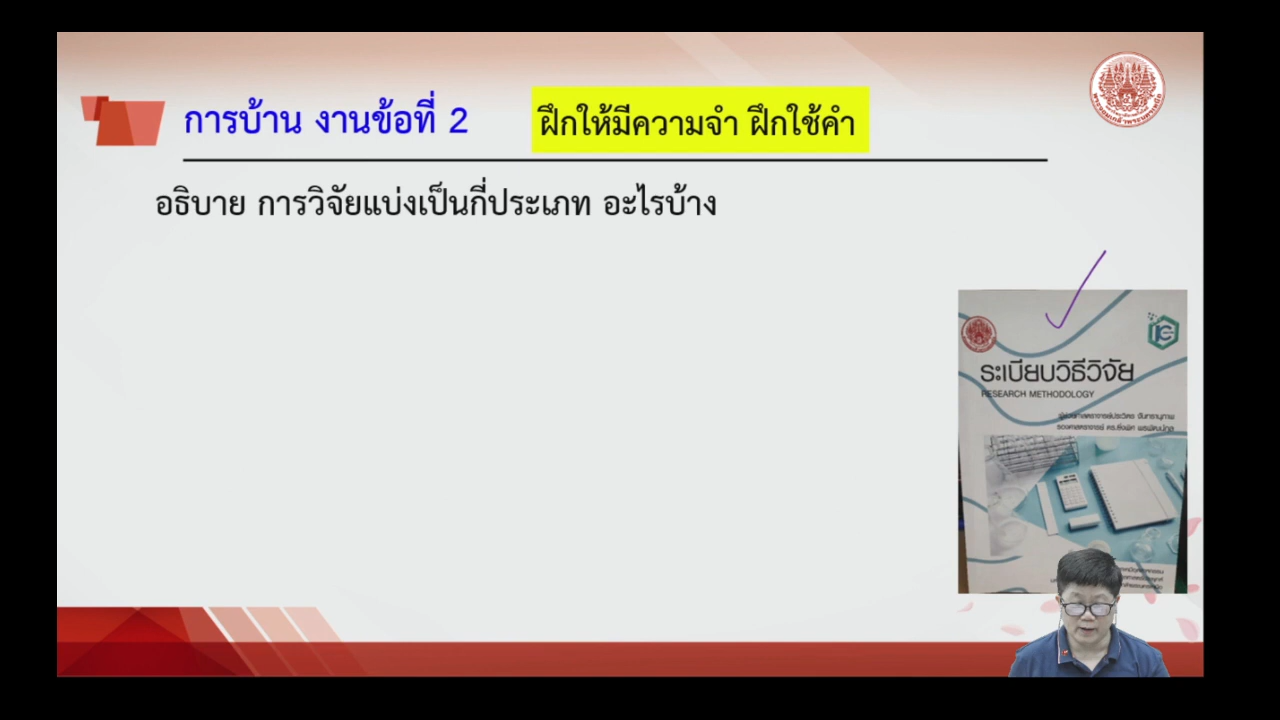 การบ้าน งานข้อที่ 2
ฝึกให้มีความจำ ฝึกใช้คำ
อธิบาย การวิจัยแบ่งเป็นกี่ประเภท อะไรบ้าง
ระเบียบวิธีวิจัย
RESEARCH METHODOLOGY